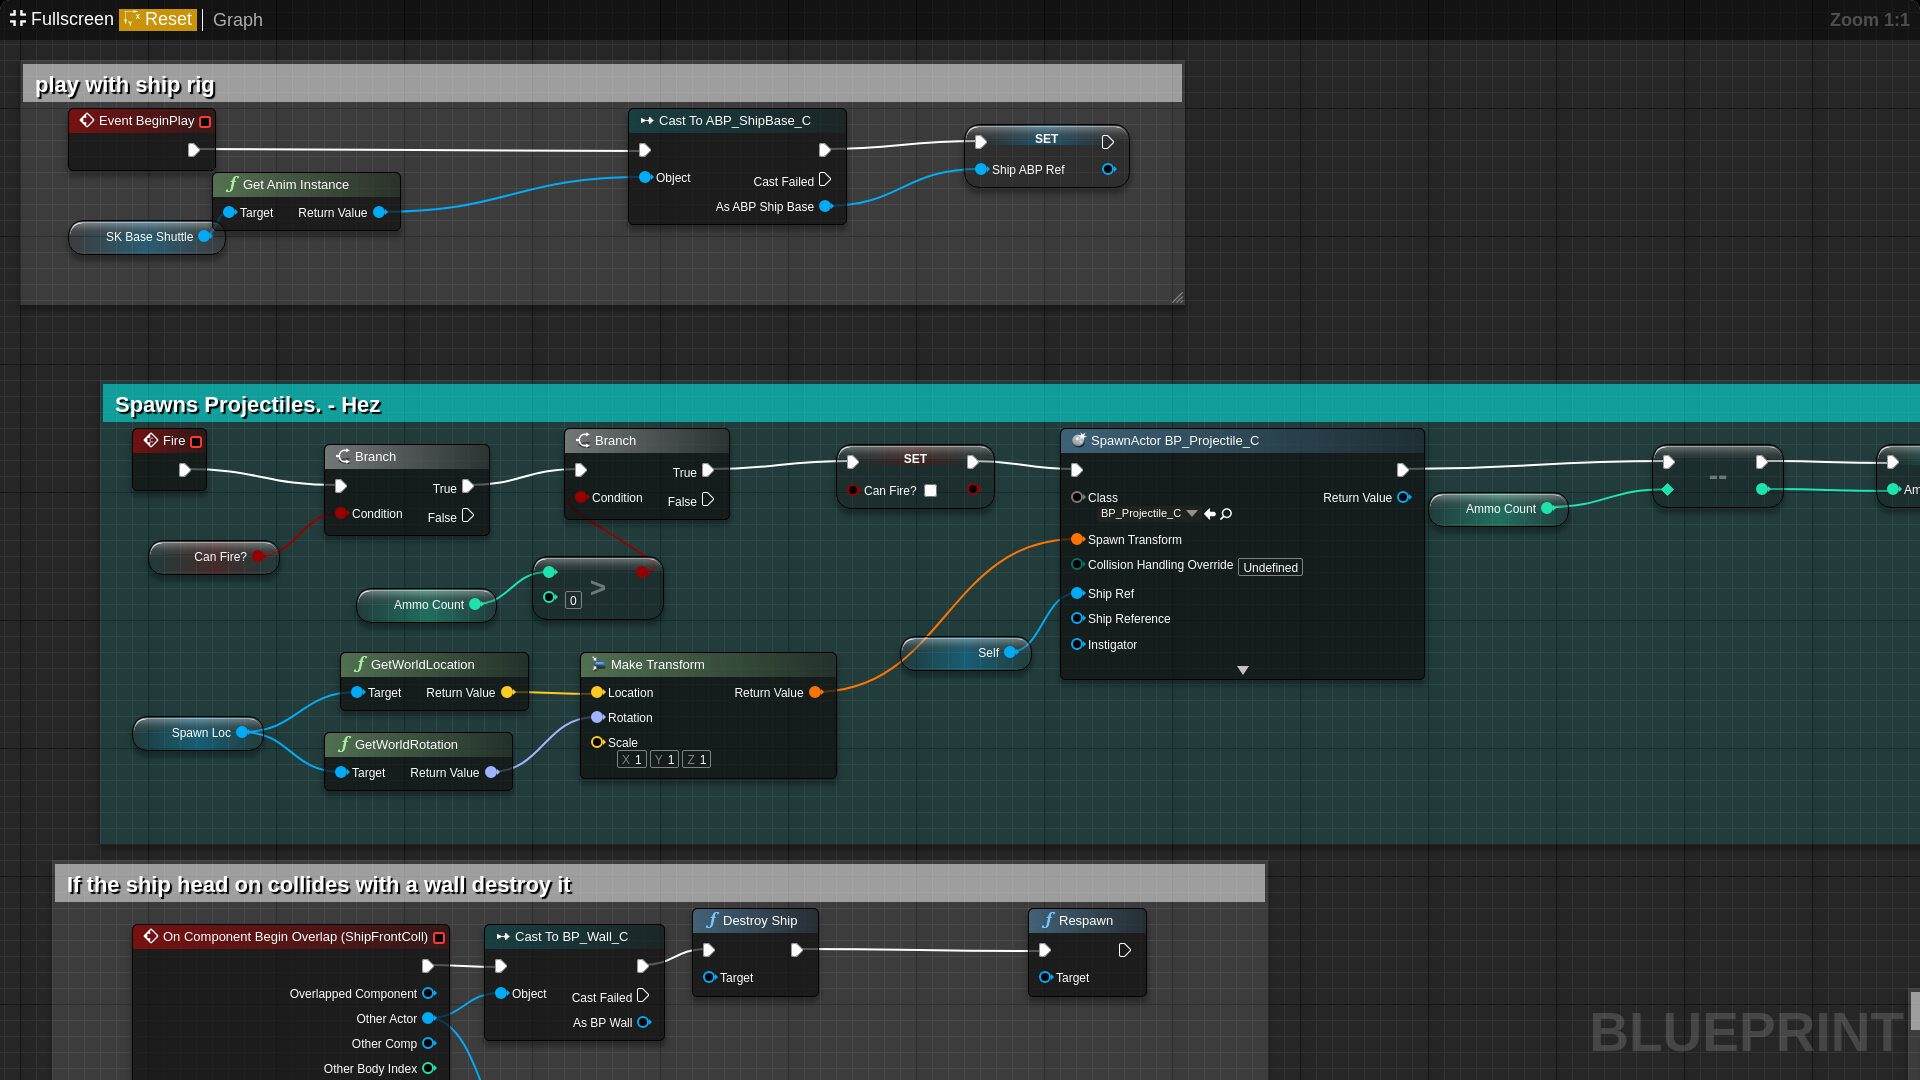 Fullscreen Reset Graph Zoom 1:1
play with ship rig
Event BeginPlay
Get Anim Instance
Target Return Value
SK Base Shuttle
Cast To ABP_ShipBase_C
Object
Cast Failed
As ABP Ship Base
SET
Ship ABP Ref
Spawns Projectiles. - Hez
Fire
Branch
True
Condition
False
Can Fire?
Branch
True
Condition
False
Ammo Count
0 >
SET
Can Fire?
SpawnActor BP_Projectile_C
Class Return Value
BP_Projectile_C
Spawn Transform
Collision Handling Override Undefined
Ship Ref
Ship Reference
Instigator
Self
Ammo Count
--
Am
GetWorldLocation
Target Return Value
Spawn Loc
GetWorldRotation
Target Return Value
Make Transform
Location Return Value
Rotation
Scale
X 1 Y 1 Z 1
If the ship head on collides with a wall destroy it
On Component Begin Overlap (ShipFrontColl)
Overlapped Component
Other Actor
Other Comp
Other Body Index
Cast To BP_Wall_C
Object
Cast Failed
As BP Wall
Destroy Ship
Target
Respawn
Target
BLUEPRINT